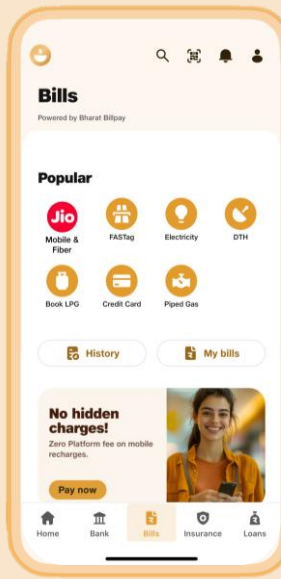 Bills
Powered by Bharat Billpay
Popular
Jio
Mobile &
Fiber
FASTag
Electricity
DTH
Book LPG
Credit Card
Piped Gas
History
My bills
No hidden
charges!
Zero Platform fee on mobile
recharges.
Pay now
Home
Bank
Bills
Insurance
Loans